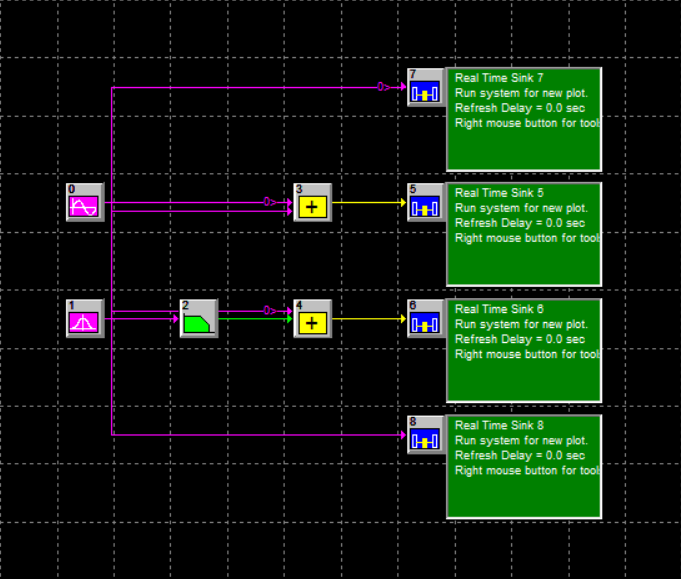 7
Real Time Sink 7
Run system for new plot.
Refresh Delay = 0.0 sec
Right mouse button for tool
0>
0
0>
3
+
5
Real Time Sink 5
Run system for new plot.
Refresh Delay = 0.0 sec
Right mouse button for tool
1
2
0>
4
+
6
Real Time Sink 6
Run system for new plot.
Refresh Delay = 0.0 sec
Right mouse button for tool
8
Real Time Sink 8
Run system for new plot.
Refresh Delay = 0.0 sec
Right mouse button for tool